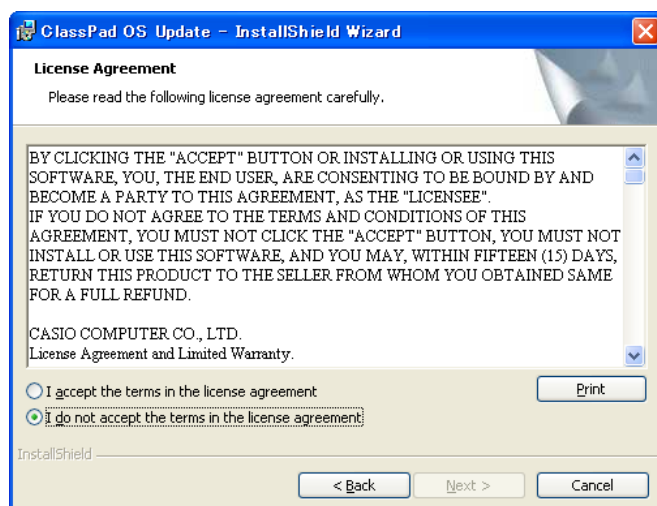 ClassPad OS Update - InstallShield Wizard
License Agreement
Please read the following license agreement carefully.
BY CLICKING THE "ACCEPT" BUTTON OR INSTALLING OR USING THIS
SOFTWARE, YOU, THE END USER, ARE CONSENTING TO BE BOUND BY AND
BECOME A PARTY TO THIS AGREEMENT, AS THE "LICENSEE".
IF YOU DO NOT AGREE TO THE TERMS AND CONDITIONS OF THIS
AGREEMENT, YOU MUST NOT CLICK THE "ACCEPT" BUTTON, YOU MUST NOT
INSTALL OR USE THIS SOFTWARE, AND YOU MAY, WITHIN FIFTEEN (15) DAYS,
RETURN THIS PRODUCT TO THE SELLER FROM WHOM YOU OBTAINED SAME
FOR A FULL REFUND.
CASIO COMPUTER CO., LTD.
License Agreement and Limited Warranty.
I accept the terms in the license agreement
Print
I do not accept the terms in the license agreement
InstallShield
< Back
Next >
Cancel